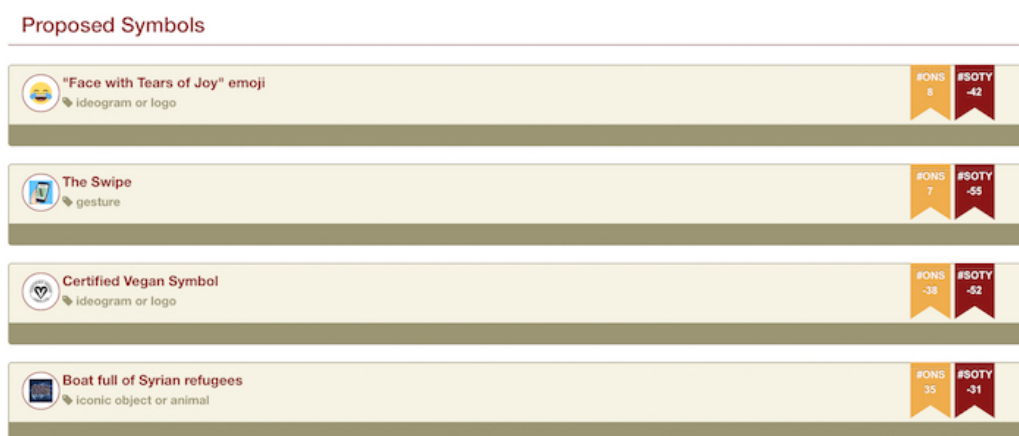 Proposed Symbols
"Face with Tears of Joy" emoji
ideogram or logo
#ONS
8
#SOTY
-42
The Swipe
gesture
#ONS
7
#SOTY
-55
Certified Vegan Symbol
ideogram or logo
#ONS
-38
#SOTY
-52
Boat full of Syrian refugees
iconic object or animal
#ONS
35
#SOTY
-31